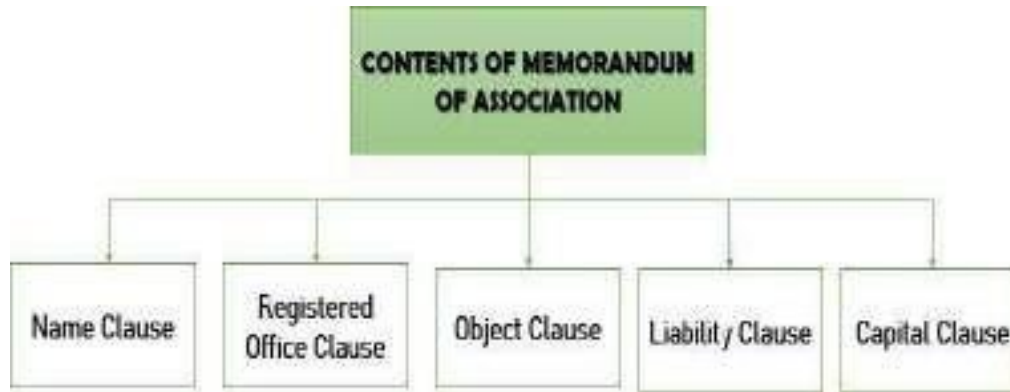 CONTENTS OF MEMORANDUM
OF ASSOCIATION
Name Clause
Registered
Office Clause
Object Clause
Liability Clause
Capital Clause